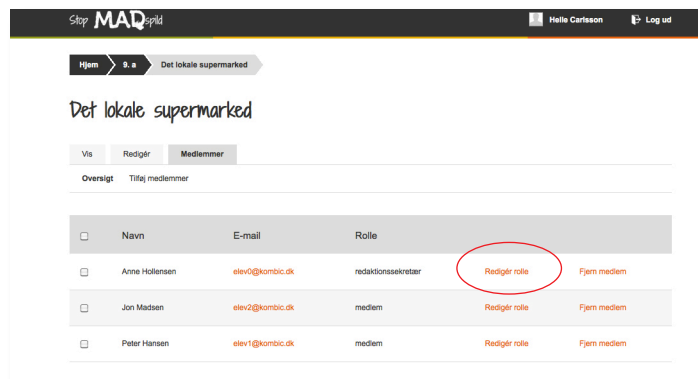 Stop MADspild Helle Carlsson Log ud
Hjem 9. a Det lokale supermarked
Det lokale supermarked
Vis Redigér Medlemmer
Oversigt Tilføj medlemmer
Navn E-mail Rolle
Anne Hollensen elev0@kombic.dk redaktionssekretær Redigér rolle Fjern medlem
Jon Madsen elev2@kombic.dk medlem Redigér rolle Fjern medlem
Peter Hansen elev1@kombic.dk medlem Redigér rolle Fjern medlem